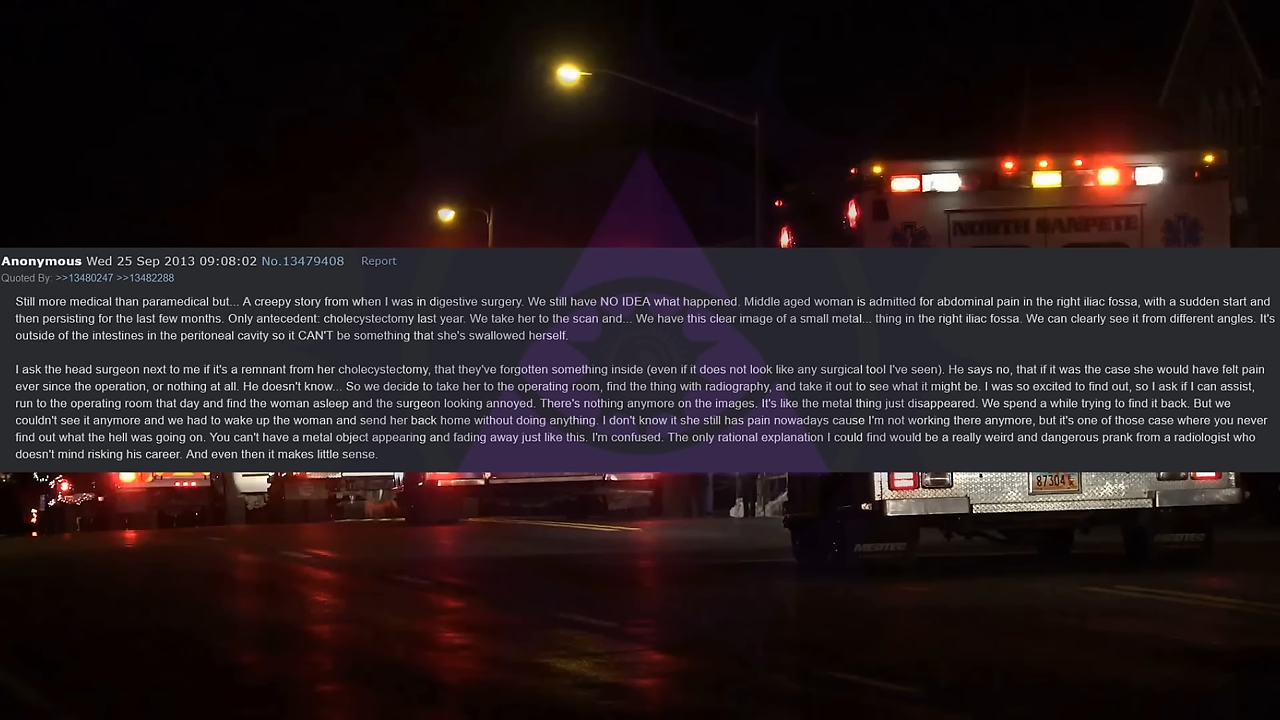 NORTH SANPETE
Anonymous Wed 25 Sep 2013 09:08:02 No.13479408 Report
Quoted By: >>13480247 >>13482288
Still more medical than paramedical but... A creepy story from when I was in digestive surgery. We still have NO IDEA what happened. Middle aged woman is admitted for abdominal pain in the right iliac fossa, with a sudden start and
then persisting for the last few months. Only antecedent: cholecystectomy last year. We take her to the scan and... We have this clear image of a small metal... thing in the right iliac fossa. We can clearly see it from different angles. It's
outside of the intestines in the peritoneal cavity so it CAN'T be something that she's swallowed herself.
I ask the head surgeon next to me if it's a remnant from her cholecystectomy, that they've forgotten something inside (even if it does not look like any surgical tool I've seen). He says no, that if it was the case she would have felt pain
ever since the operation, or nothing at all. He doesn't know... So we decide to take her to the operating room, find the thing with radiography, and take it out to see what it might be. I was so excited to find out, so I ask if I can assist,
run to the operating room that day and find the woman asleep and the surgeon looking annoyed. There's nothing anymore on the images. It's like the metal thing just disappeared. We spend a while trying to find it back. But we
couldn't see it anymore and we had to wake up the woman and send her back home without doing anything. I don't know it she still has pain nowadays cause I'm not working there anymore, but it's one of those case where you never
find out what the hell was going on. You can't have a metal object appearing and fading away just like this. I'm confused. The only rational explanation I could find would be a really weird and dangerous prank from a radiologist who
doesn't mind risking his career. And even then it makes little sense.
87304